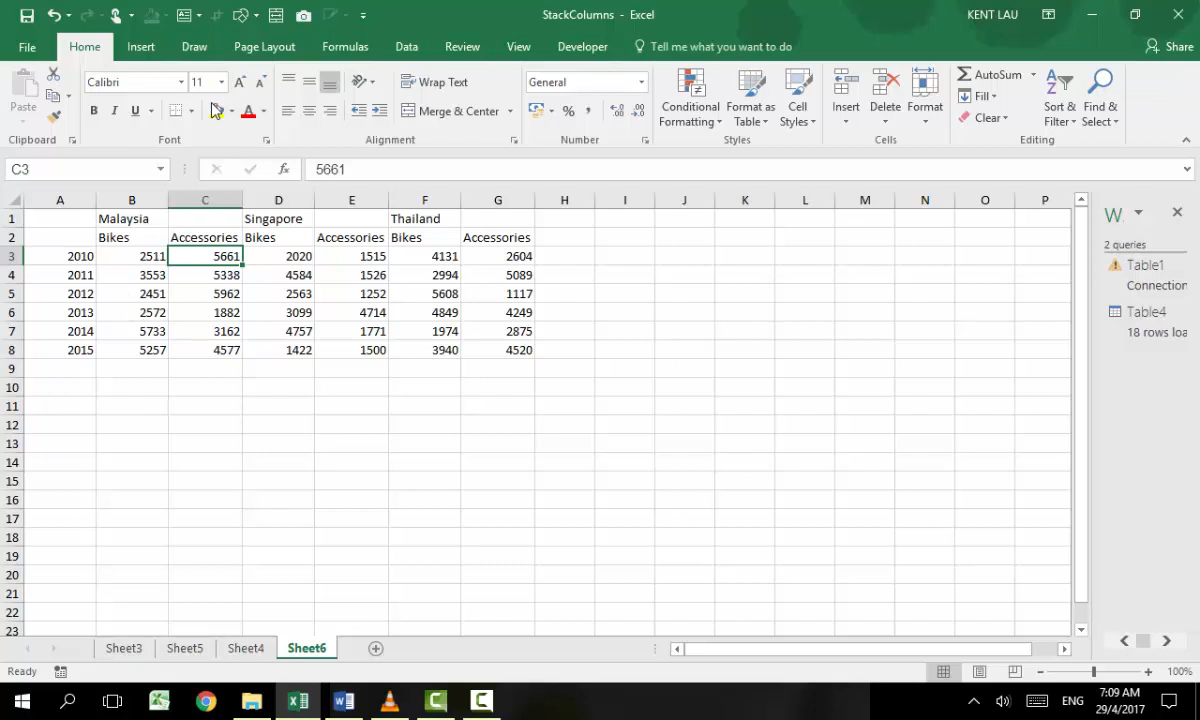 StackColumns - Excel
KENT LAU
File Home Insert Draw Page Layout Formulas Data Review View Developer Tell me what you want to do Share
Paste
Calibri 11
B I U
Wrap Text
Merge & Center
General
% ,
Conditional Formatting
Format as Table
Cell Styles
Insert
Delete
Format
AutoSum
Fill
Clear
Sort & Filter
Find & Select
Clipboard Font Alignment Number Styles Cells Editing
C3 fx 5661
A B C D E F G H I J K L M N O P
1 Malaysia Singapore Thailand
2 Bikes Accessories Bikes Accessories Bikes Accessories
3 2010 2511 5661 2020 1515 4131 2604
4 2011 3553 5338 4584 1526 2994 5089
5 2012 2451 5962 2563 1252 5608 1117
6 2013 2572 1882 3099 4714 4849 4249
7 2014 5733 3162 4757 1771 1974 2875
8 2015 5257 4577 1422 1500 3940 4520
9
10
11
12
13
14
15
16
17
18
19
20
21
22
23
W.
2 queries
Table1
Connection
Table4
18 rows loa
Sheet3 Sheet5 Sheet4 Sheet6
Ready
100%
ENG
7:09 AM
29/4/2017